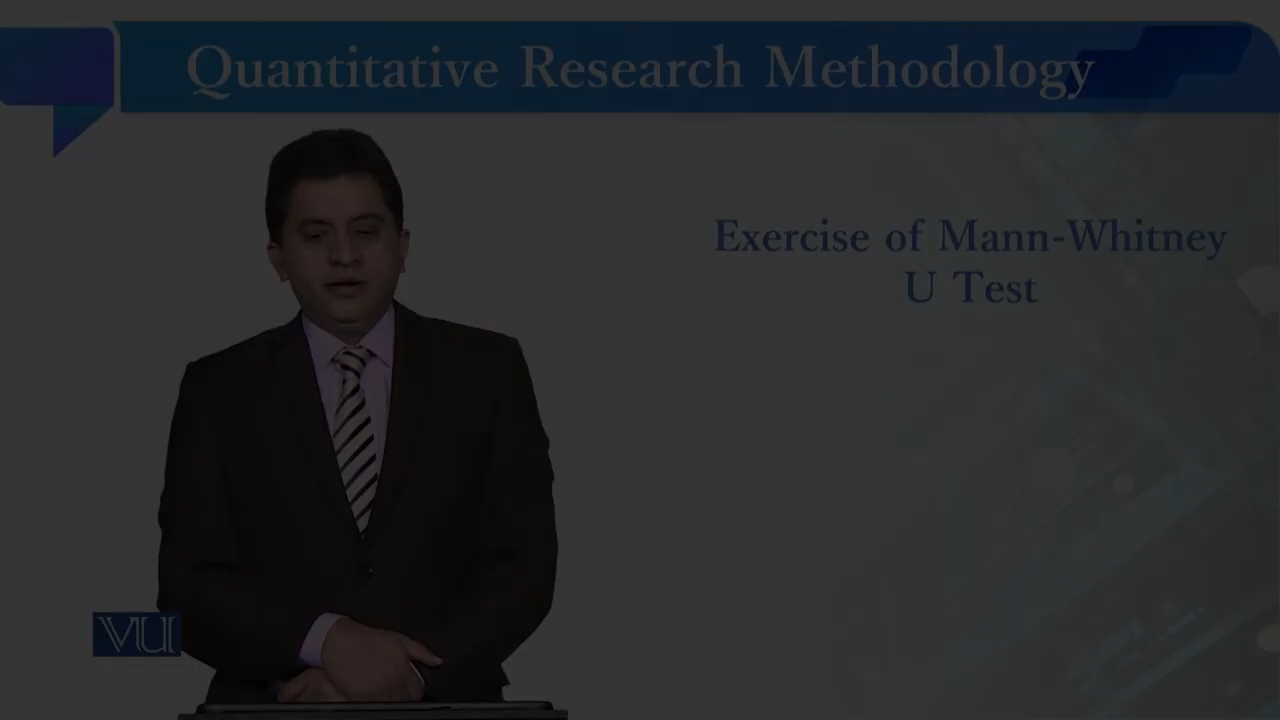 Quantitative Research Methodology
Exercise of Mann-Whitney
U Test
VU